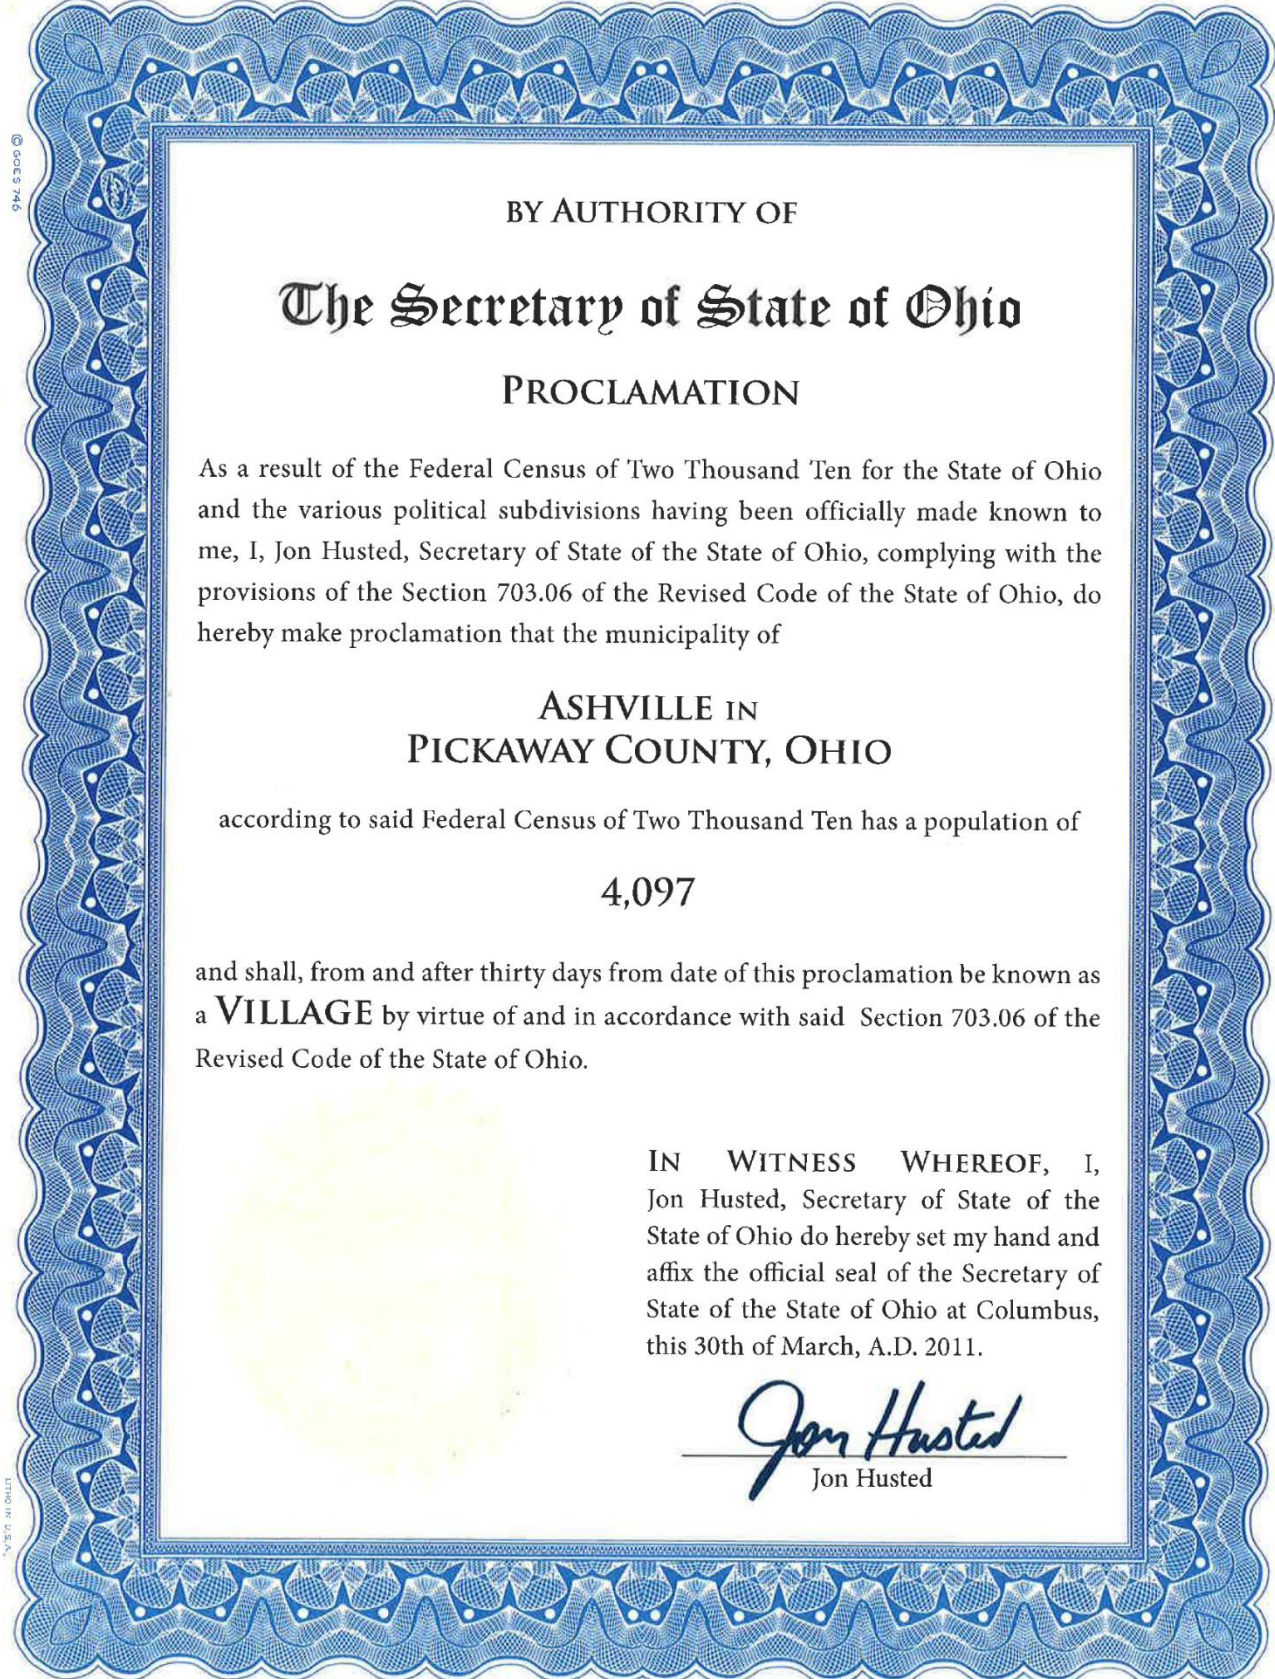 © GOES 746
BY AUTHORITY OF
The Secretary of State of Ohio
PROCLAMATION
As a result of the Federal Census of Two Thousand Ten for the State of Ohio
and the various political subdivisions having been officially made known to
me, I, Jon Husted, Secretary of State of the State of Ohio, complying with the
provisions of the Section 703.06 of the Revised Code of the State of Ohio, do
hereby make proclamation that the municipality of
ASHVILLE IN
PICKAWAY COUNTY, OHIO
according to said Federal Census of Two Thousand Ten has a population of
4,097
and shall, from and after thirty days from date of this proclamation be known as
a VILLAGE by virtue of and in accordance with said Section 703.06 of the
Revised Code of the State of Ohio.
IN WITNESS WHEREOF, I,
Jon Husted, Secretary of State of the
State of Ohio do hereby set my hand and
affix the official seal of the Secretary of
State of the State of Ohio at Columbus,
this 30th of March, A.D. 2011.
Jon Husted
Jon Husted
LITHO IN U.S.A.